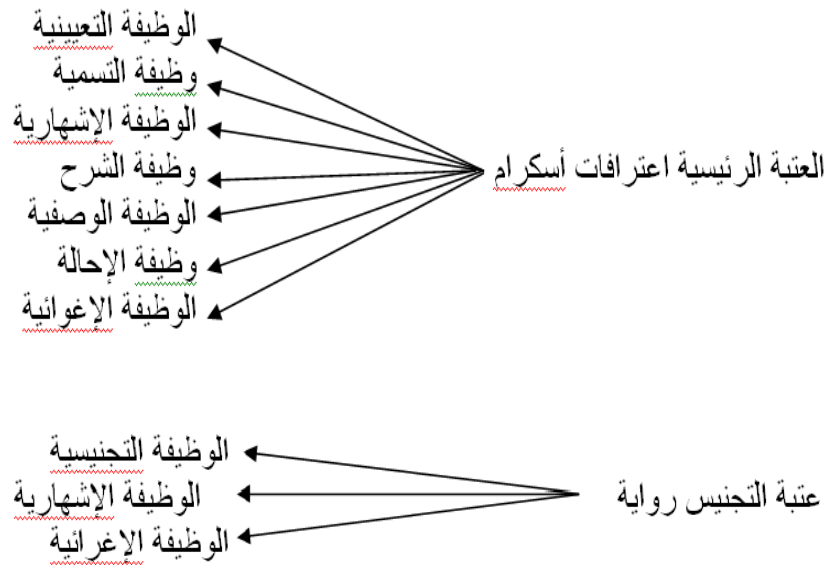 العتبة الرئيسية اعترافات أسكرام
الوظيفة التعيينية
وظيفة التسمية
الوظيفة الإشهارية
وظيفة الشرح
الوظيفة الوصفية
وظيفة الإحالة
الوظيفة الإغوائية
عتبة التجنيس رواية
الوظيفة التجنيسية
الوظيفة الإشهارية
الوظيفة الإغرائية